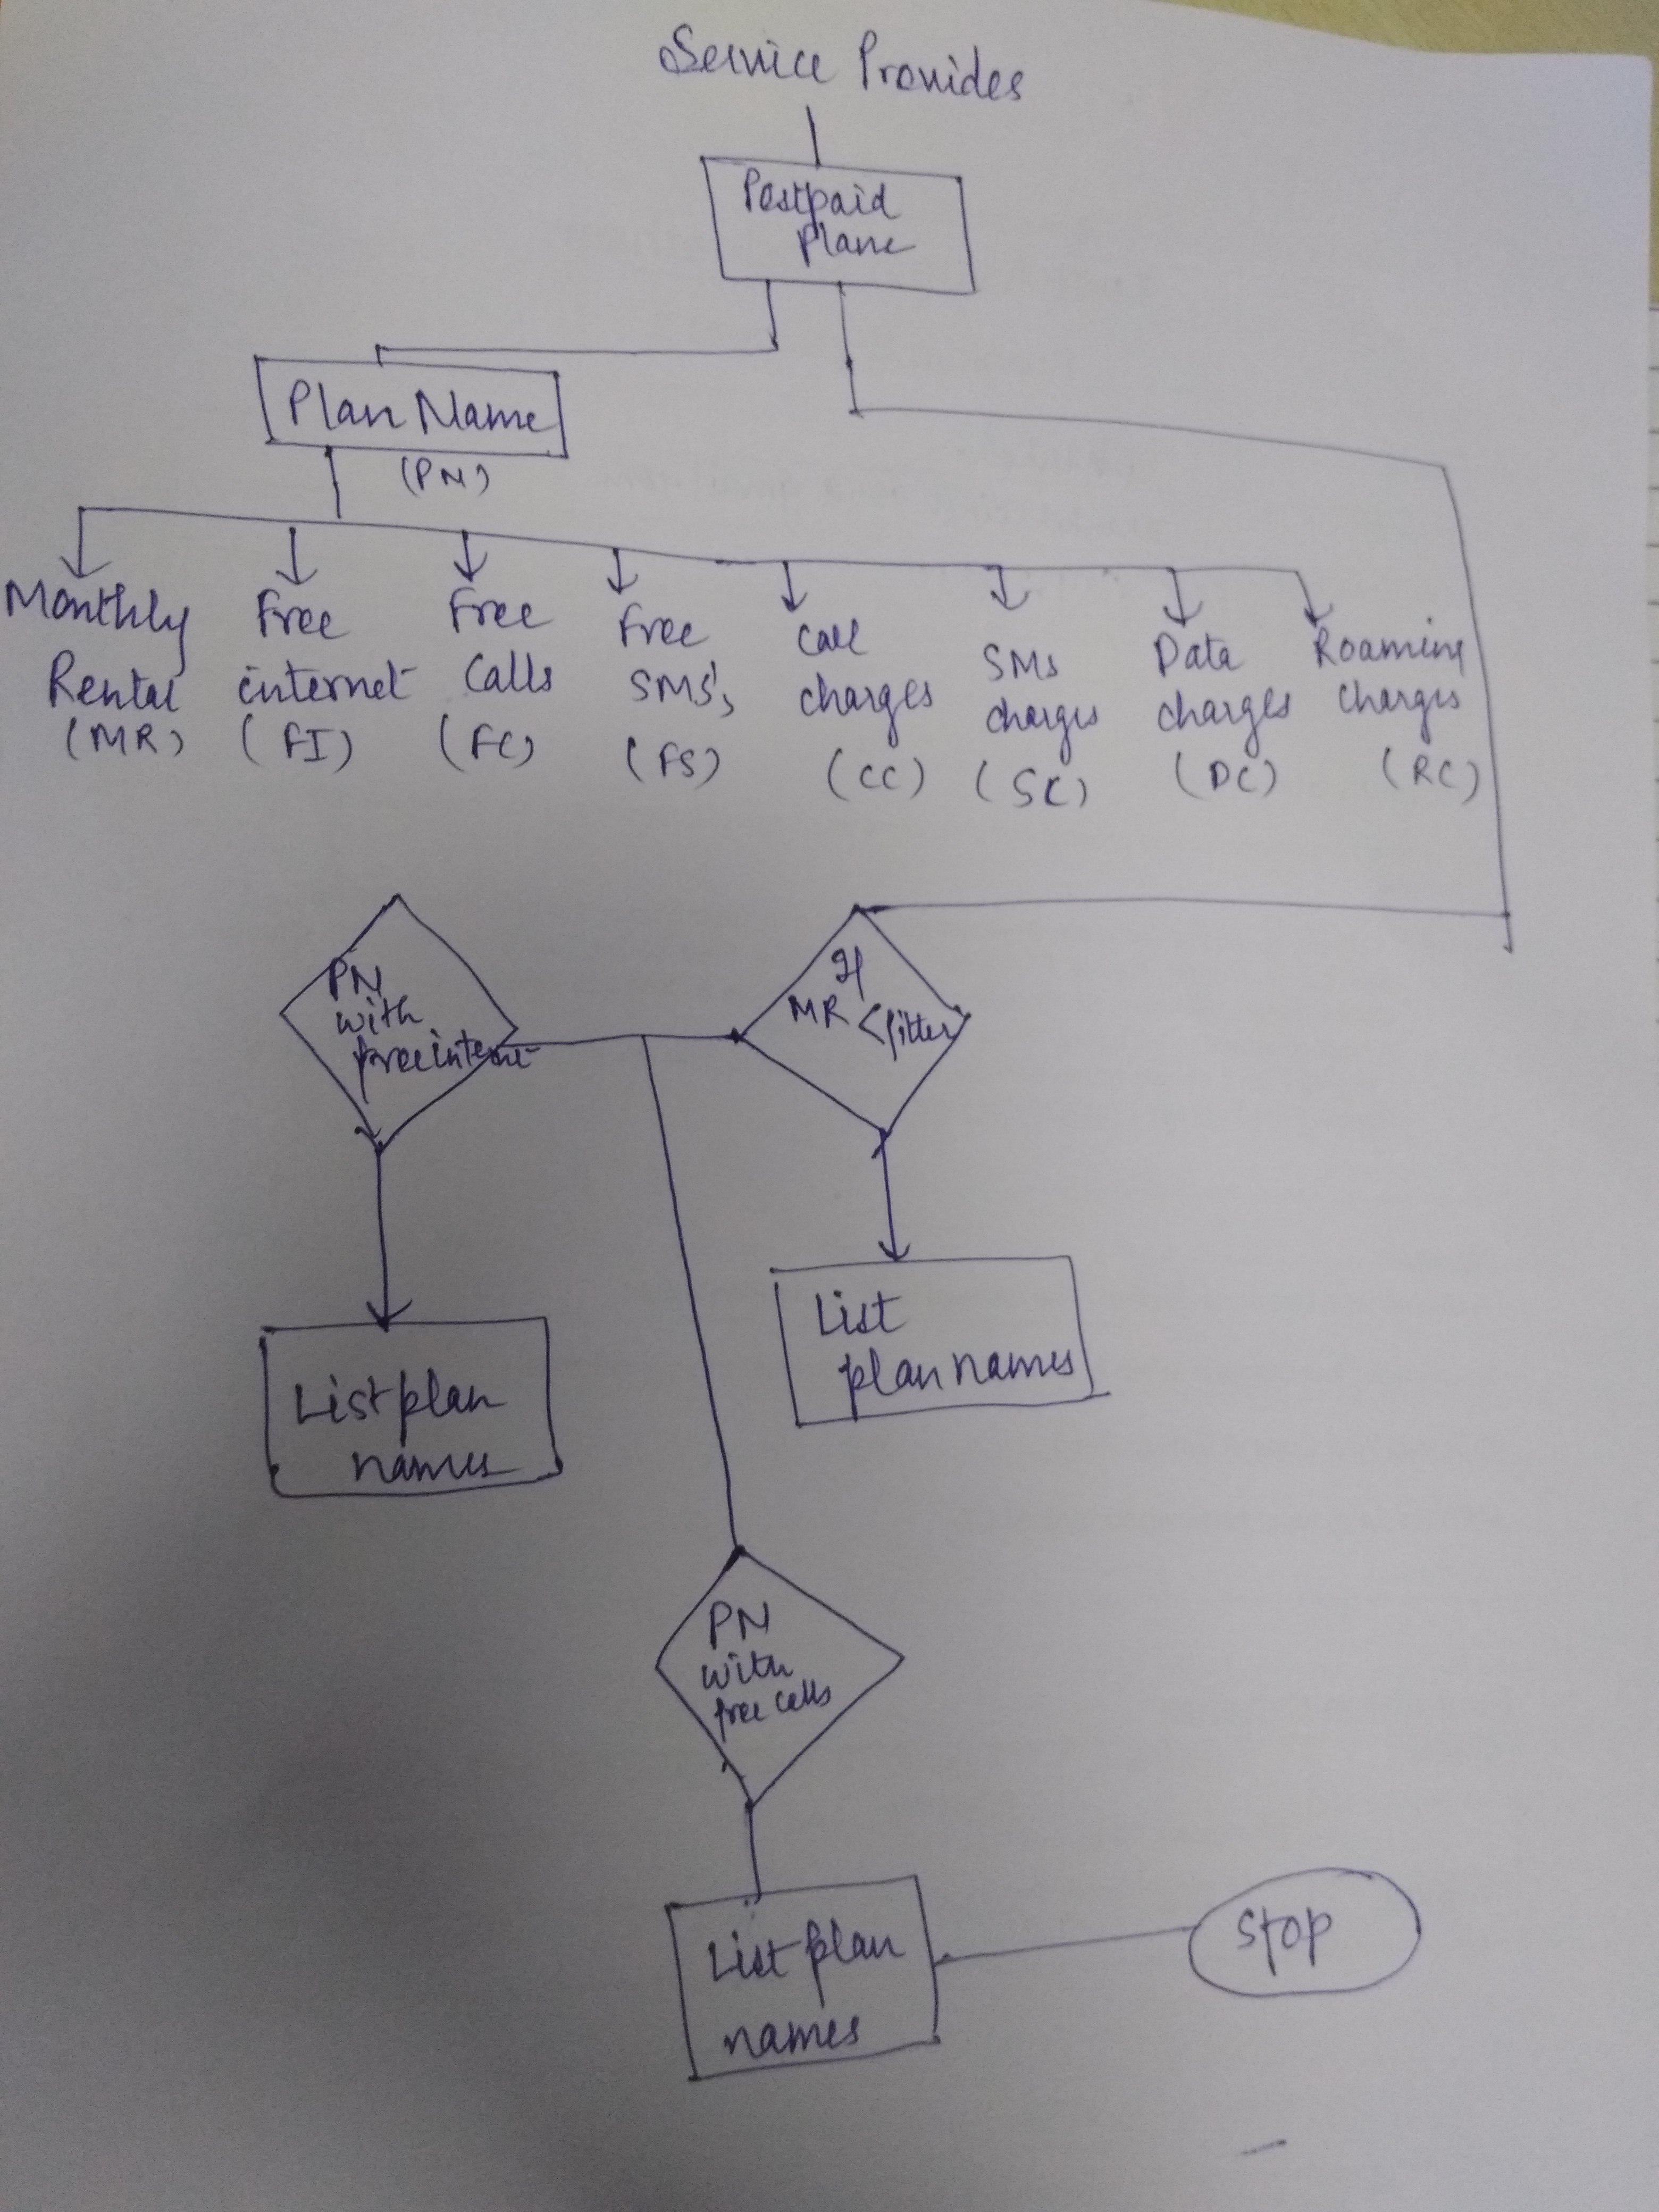 Service Provides
Postpaid
Plane
Plan Name
(PN)
Monthly
Rental
(MR)
Free
internet
(FI)
Free
Calls
(FC)
Free
SMS's
(FS)
Call
charges
(CC)
SMS
charges
(SC)
Data
charges
(DC)
Roaming
Charges
(RC)
PN
with
free internet
If
MR < filter
List plan
names
List
plan names
PN
with
free calls
List plan
names
Stop